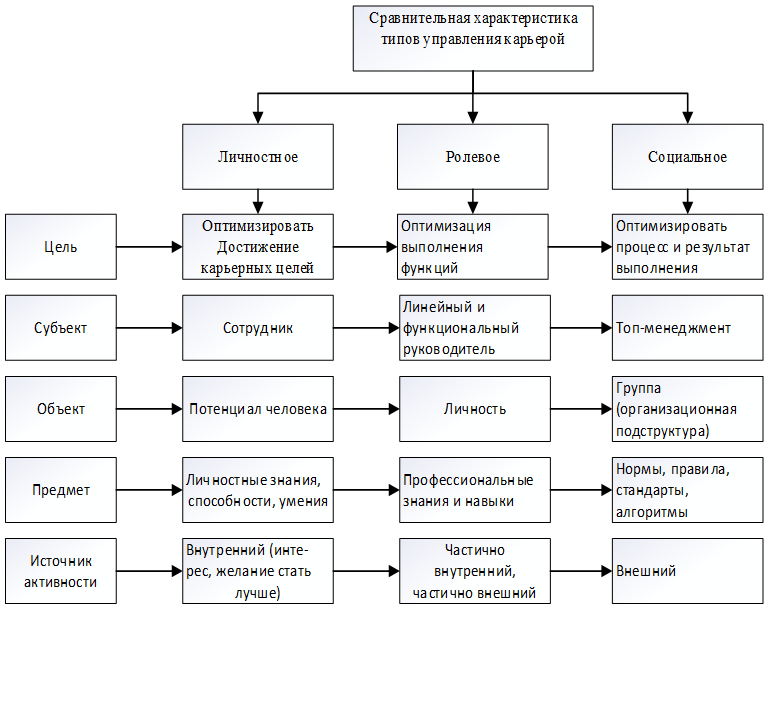 Сравнительная характеристика
типов управления карьерой
Личностное
Ролевое
Социальное
Цель
Оптимизировать
Достижение
карьерных целей
Оптимизация
выполнения
функций
Оптимизировать
процесс и результат
выполнения
Субъект
Сотрудник
Линейный и
функциональный
руководитель
Топ-менеджмент
Объект
Потенциал человека
Личность
Группа
(организационная
подструктура)
Предмет
Личностные знания,
способности, умения
Профессиональные
знания и навыки
Нормы, правила,
стандарты,
алгоритмы
Источник
активности
Внутренний (инте-
рес, желание стать
лучше)
Частично
внутренний,
частично внешний
Внешний